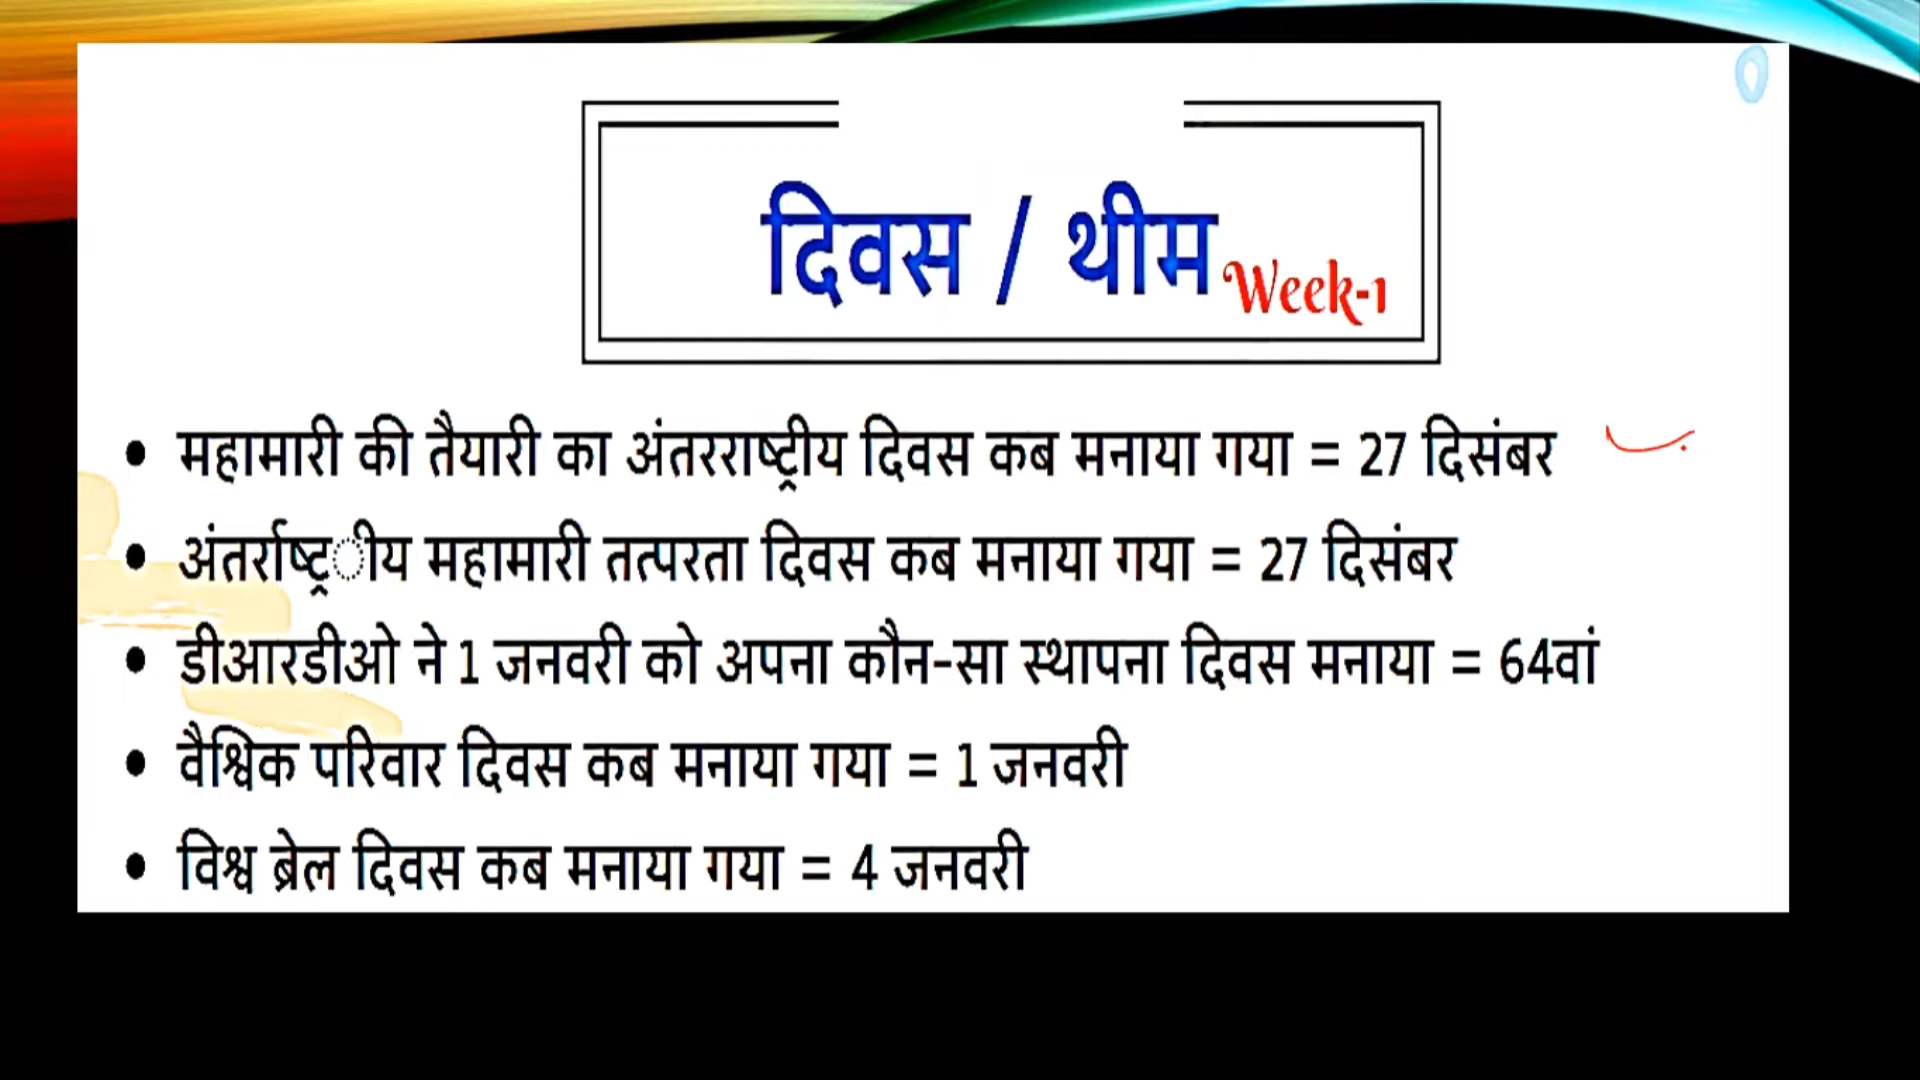 दिवस / थीम Week-1
• महामारी की तैयारी का अंतरराष्ट्रीय दिवस कब मनाया गया = 27 दिसंबर
• अंतर्राष्ट्र◌ीय महामारी तत्परता दिवस कब मनाया गया = 27 दिसंबर
• डीआरडीओ ने 1 जनवरी को अपना कौन-सा स्थापना दिवस मनाया = 64वां
• वैश्विक परिवार दिवस कब मनाया गया = 1 जनवरी
• विश्व ब्रेल दिवस कब मनाया गया = 4 जनवरी